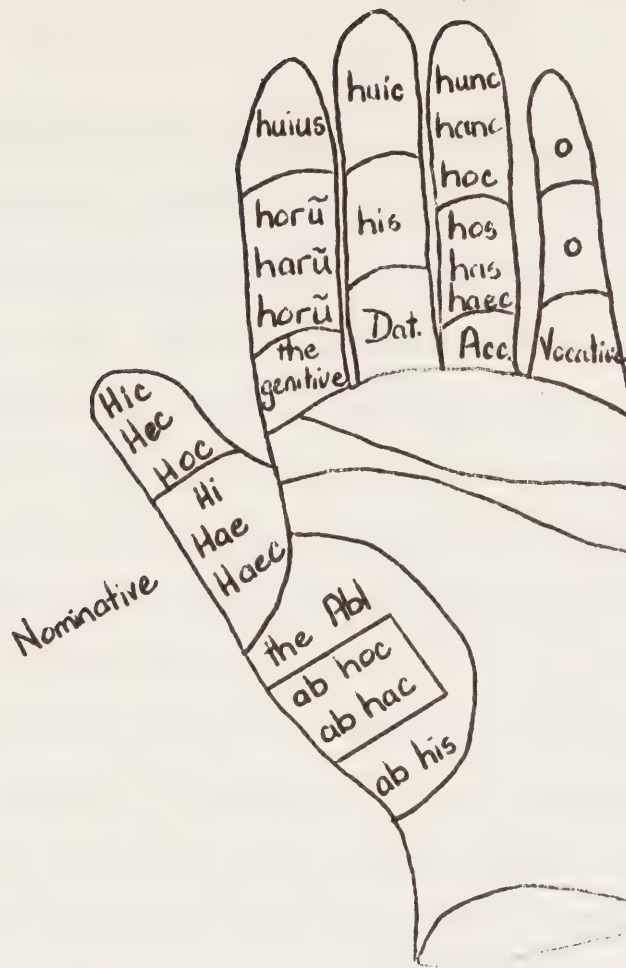 Hic
Hec
Hoc
Hi
Hae
Haec
Nominative
huius
horũ
harũ
horũ
the
genitive
huic
his
Dat.
hunc
hanc
hoc
hos
has
haec
Acc.
o
o
Vocative
the Abl
ab hoc
ab hac
ab his